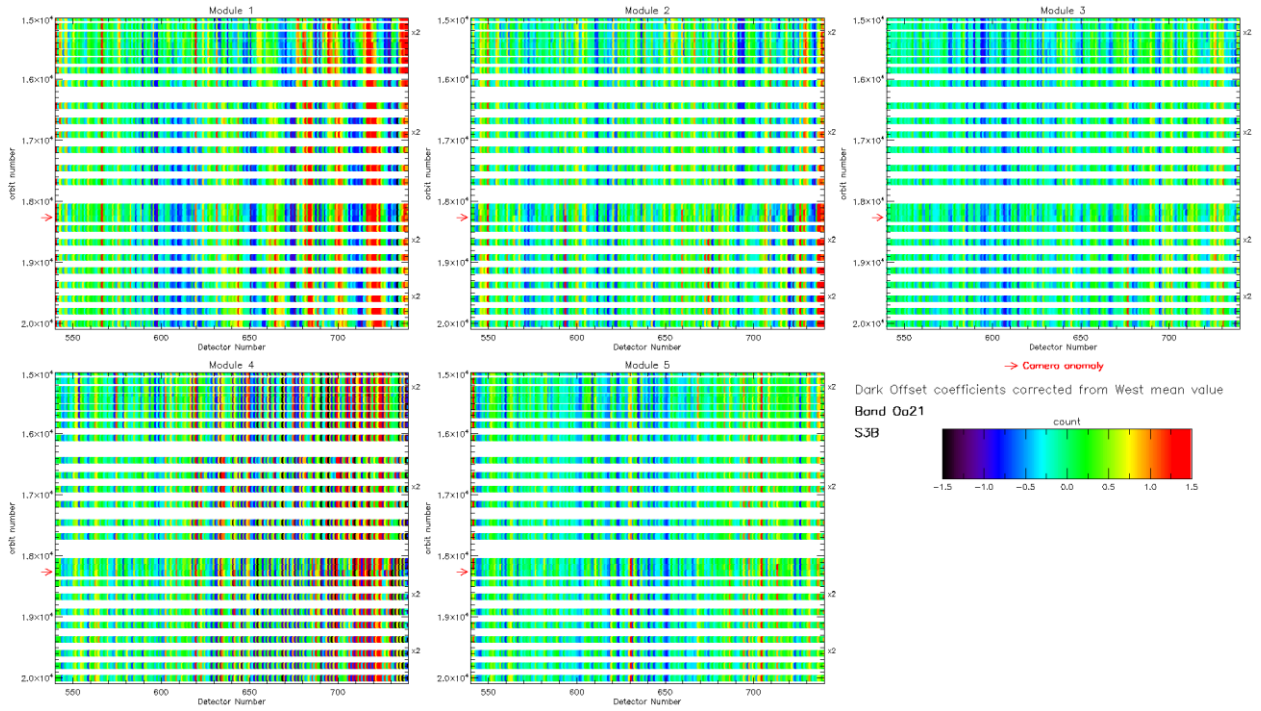 Module 1
Module 2
Module 3
1.5×10⁴
1.6×10⁴
1.7×10⁴
1.8×10⁴
1.9×10⁴
2.0×10⁴
orbit number
x2
x2
x2
x2
550
600
650
700
Detector Number
1.5×10⁴
1.6×10⁴
1.7×10⁴
1.8×10⁴
1.9×10⁴
2.0×10⁴
orbit number
x2
x2
x2
x2
550
600
650
700
Detector Number
1.5×10⁴
1.6×10⁴
1.7×10⁴
1.8×10⁴
1.9×10⁴
2.0×10⁴
orbit number
x2
x2
x2
x2
550
600
650
700
Detector Number
Module 4
Module 5
1.5×10⁴
1.6×10⁴
1.7×10⁴
1.8×10⁴
1.9×10⁴
2.0×10⁴
orbit number
x2
x2
x2
x2
550
600
650
700
Detector Number
1.5×10⁴
1.6×10⁴
1.7×10⁴
1.8×10⁴
1.9×10⁴
2.0×10⁴
orbit number
x2
x2
x2
x2
550
600
650
700
Detector Number
→ Camera anomaly
Dark Offset coefficients corrected from West mean value
Band Oa21
S3B
count
−1.5 −1.0 −0.5 0.0 0.5 1.0 1.5